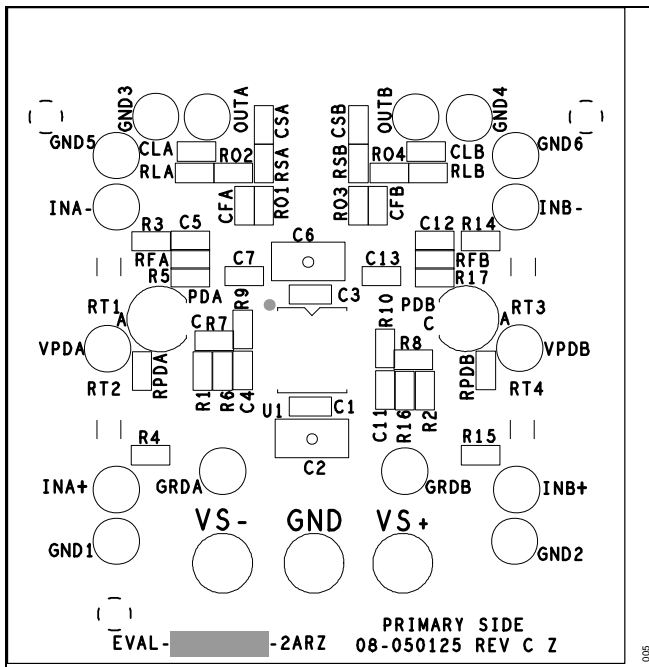 GND3
OUTA
CSA
CSB
OUTB
GND4
GND5
CLA
RO2
RSA
RSB
RO4
CLB
GND6
RLA
RLB
INA-
CFA
RO1
RO3
CFB
INB-
R3
C5
C6
C12
R14
RFA
C7
C13
RFB
R5
R17
C3
RT1
PDA
R9
R10
PDB
RT3
A
C
C
A
R7
VPDA
R8
VPDB
RT2
RPDA
R1
R6
C4
U1
C1
C11
R16
R2
RPDB
RT4
R4
C2
R15
INA+
GRDA
GRDB
INB+
VS-
GND
VS+
GND1
GND2
PRIMARY SIDE
EVAL- -2ARZ
08-050125 REV C Z
005